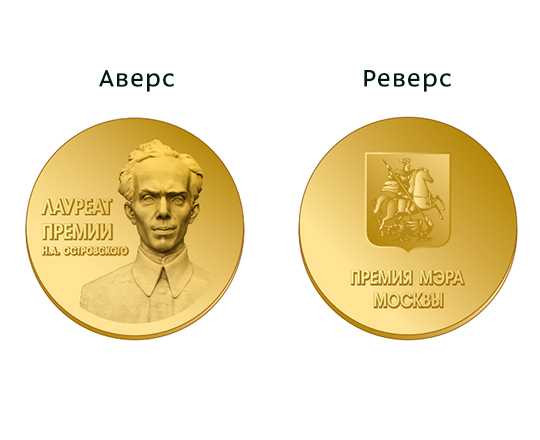 Аверс
Реверс
ЛАУРЕАТ
ПРЕМИИ
Н.А. ОСТРОВСКОГО
ПРЕМИЯ МЭРА
МОСКВЫ